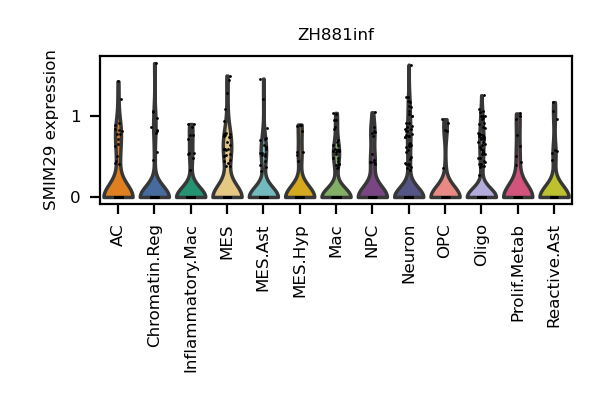 ZH881inf
SMIM29 expression
1
0
AC
Chromatin.Reg
Inflammatory.Mac
MES
MES.Ast
MES.Hyp
Mac
NPC
Neuron
OPC
Oligo
Prolif.Metab
Reactive.Ast